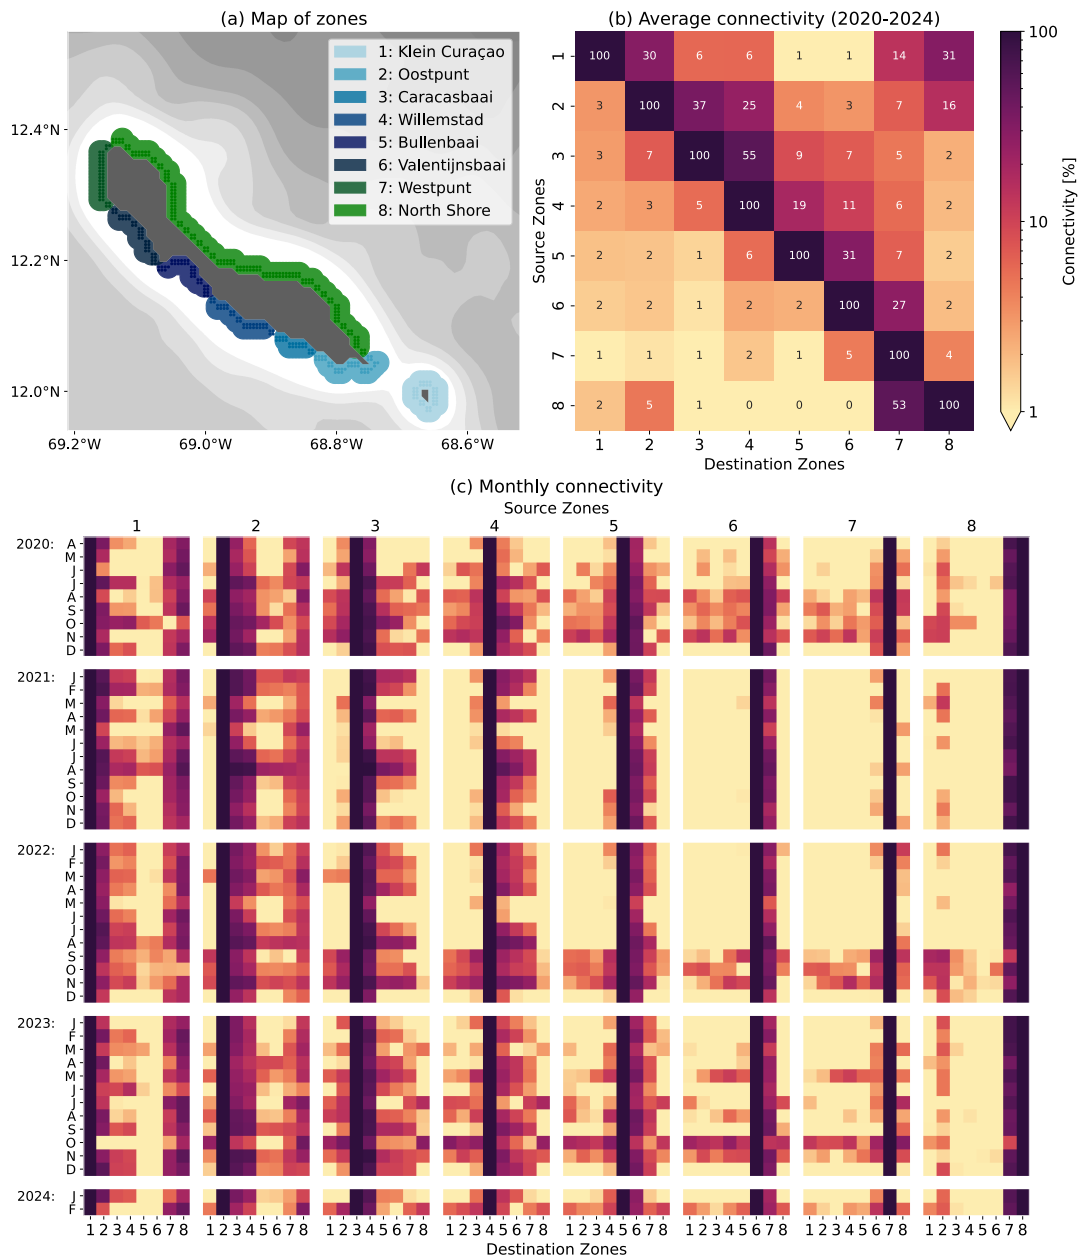 (a) Map of zones
12.4°N
12.2°N
12.0°N
69.2°W 69.0°W 68.8°W 68.6°W
1: Klein Curaçao
2: Oostpunt
3: Caracasbaai
4: Willemstad
5: Bullenbaai
6: Valentijnsbaai
7: Westpunt
8: North Shore
(b) Average connectivity (2020-2024)
Source Zones
1 100 30 6 6 1 1 14 31
2 3 100 37 25 4 3 7 16
3 3 7 100 55 9 7 5 2
4 2 3 5 100 19 11 6 2
5 2 2 1 6 100 31 7 2
6 2 2 1 2 2 100 27 2
7 1 1 1 2 1 5 100 4
8 2 5 1 0 0 0 53 100
1 2 3 4 5 6 7 8
Destination Zones
100
10
1
Connectivity [%]
(c) Monthly connectivity
Source Zones
1 2 3 4 5 6 7 8
2020: A
M
J
J
A
S
O
N
D
2021: J
F
M
A
M
J
J
A
S
O
N
D
2022: J
F
M
A
M
J
J
A
S
O
N
D
2023: J
F
M
A
M
J
J
A
S
O
N
D
2024: J
F
1 2 3 4 5 6 7 8 1 2 3 4 5 6 7 8 1 2 3 4 5 6 7 8 1 2 3 4 5 6 7 8 1 2 3 4 5 6 7 8 1 2 3 4 5 6 7 8 1 2 3 4 5 6 7 8 1 2 3 4 5 6 7 8
Destination Zones